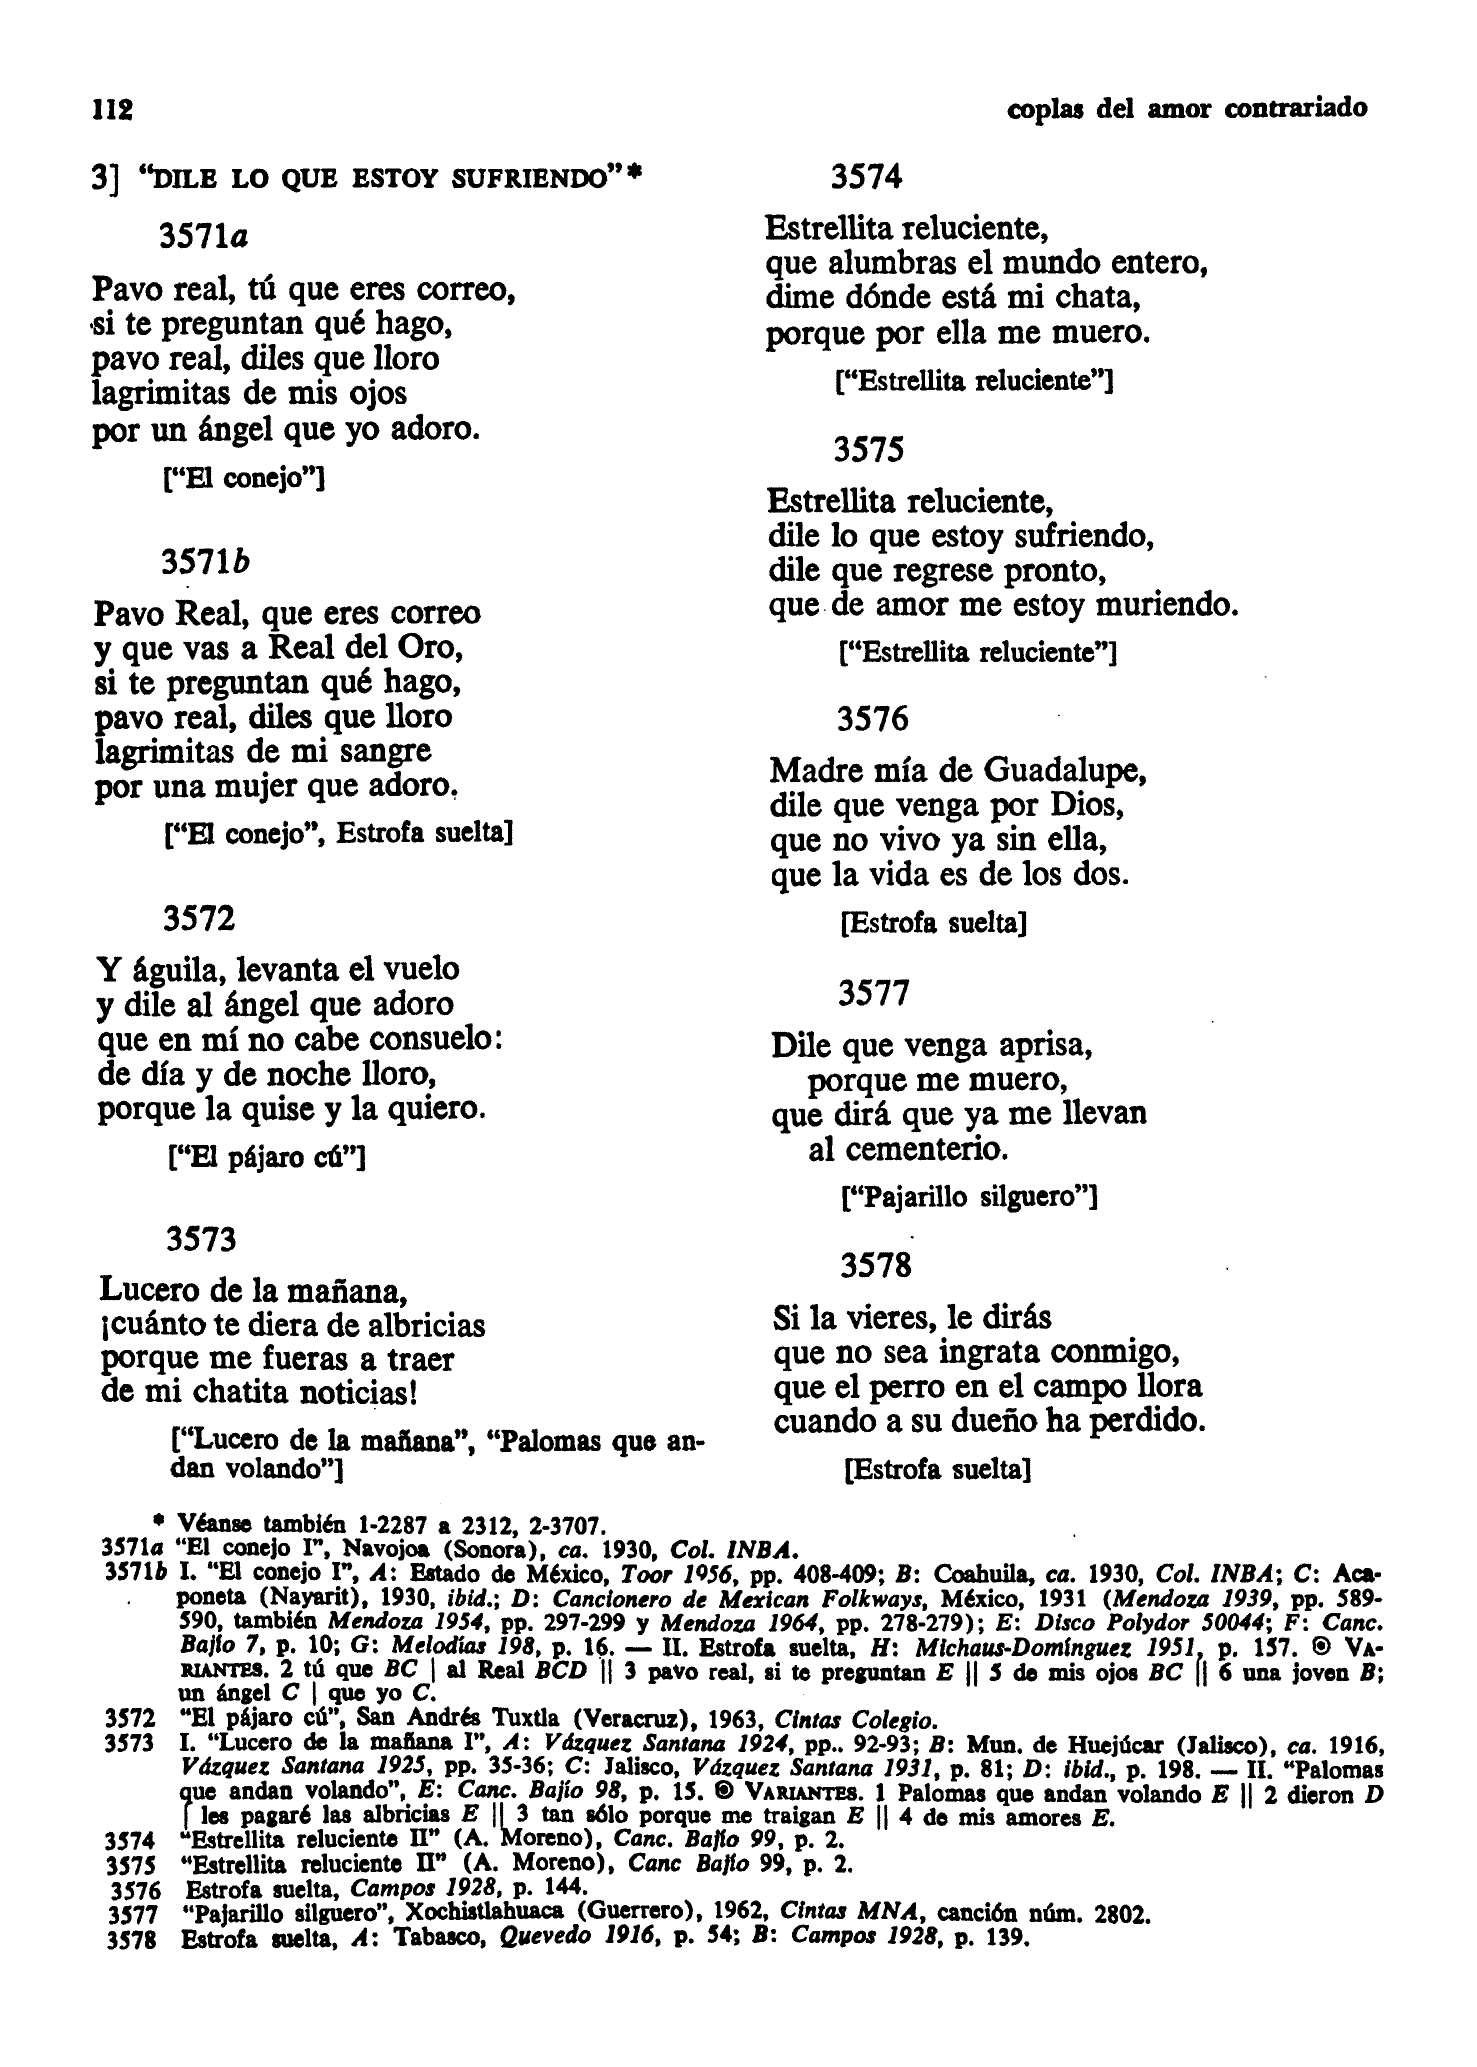 112
coplas del amor contrariado
3] “DILE LO QUE ESTOY SUFRIENDO”*
3571a
Pavo real, tú que eres correo,
si te preguntan qué hago,
pavo real, diles que lloro
lagrimitas de mis ojos
por un ángel que yo adoro.
[“El conejo”]
3571b
Pavo Real, que eres correo
y que vas a Real del Oro,
si te preguntan qué hago,
pavo real, diles que lloro
lagrimitas de mi sangre
por una mujer que adoro.
[“El conejo”, Estrofa suelta]
3572
Y águila, levanta el vuelo
y dile al ángel que adoro
que en mí no cabe consuelo:
de día y de noche lloro,
porque la quise y la quiero.
[“El pájaro cú”]
3573
Lucero de la mañana,
¡cuánto te diera de albricias
porque me fueras a traer
de mi chatita noticias!
[“Lucero de la mañana”, “Palomas que an-
dan volando”]
3574
Estrellita reluciente,
que alumbras el mundo entero,
dime dónde está mi chata,
porque por ella me muero.
[“Estrellita reluciente”]
3575
Estrellita reluciente,
dile lo que estoy sufriendo,
dile que regrese pronto,
que de amor me estoy muriendo.
[“Estrellita reluciente”]
3576
Madre mía de Guadalupe,
dile que venga por Dios,
que no vivo ya sin ella,
que la vida es de los dos.
[Estrofa suelta]
3577
Dile que venga aprisa,
porque me muero,
que dirá que ya me llevan
al cementerio.
[“Pajarillo silguero”]
3578
Si la vieres, le dirás
que no sea ingrata conmigo,
que el perro en el campo llora
cuando a su dueño ha perdido.
[Estrofa suelta]
* Véanse también 1-2287 a 2312, 2-3707.
3571a “El conejo I”, Navojoa (Sonora), ca. 1930, Col. INBA.
3571b I. “El conejo I”, A: Estado de México, Toor 1956, pp. 408-409; B: Coahuila, ca. 1930, Col. INBA; C: Aca-
poneta (Nayarit), 1930, ibid.; D: Cancionero de Mexican Folkways, México, 1931 (Mendoza 1939, pp. 589-
590, también Mendoza 1954, pp. 297-299 y Mendoza 1964, pp. 278-279); E: Disco Polydor 50044; F: Canc.
Bajío 7, p. 10; G: Melodías 198, p. 16. — II. Estrofa suelta, H: Michaus-Domínguez 1951, p. 157. ® VA-
RIANTES. 2 tú que BC | al Real BCD || 3 pavo real, si te preguntan E || 5 de mis ojos BC || 6 una joven B;
un ángel C | que yo C.
3572 “El pájaro cú”, San Andrés Tuxtla (Veracruz), 1963, Cintas Colegio.
3573 I. “Lucero de la mañana I”, A: Vázquez Santana 1924, pp.. 92-93; B: Mun. de Huejúcar (Jalisco), ca. 1916,
Vázquez Santana 1925, pp. 35-36; C: Jalisco, Vázquez Santana 1931, p. 81; D: ibid., p. 198. — II. “Palomas
que andan volando”, E: Canc. Bajío 98, p. 15. ® VARIANTES. 1 Palomas que andan volando E || 2 dieron D
| les pagaré las albricias E || 3 tan sólo porque me traigan E || 4 de mis amores E.
3574 “Estrellita reluciente II” (A. Moreno), Canc. Bajío 99, p. 2.
3575 “Estrellita reluciente II” (A. Moreno), Canc Bajío 99, p. 2.
3576 Estrofa suelta, Campos 1928, p. 144.
3577 “Pajarillo silguero”, Xochistlahuaca (Guerrero), 1962, Cintas MNA, canción núm. 2802.
3578 Estrofa suelta, A: Tabasco, Quevedo 1916, p. 54; B: Campos 1928, p. 139.